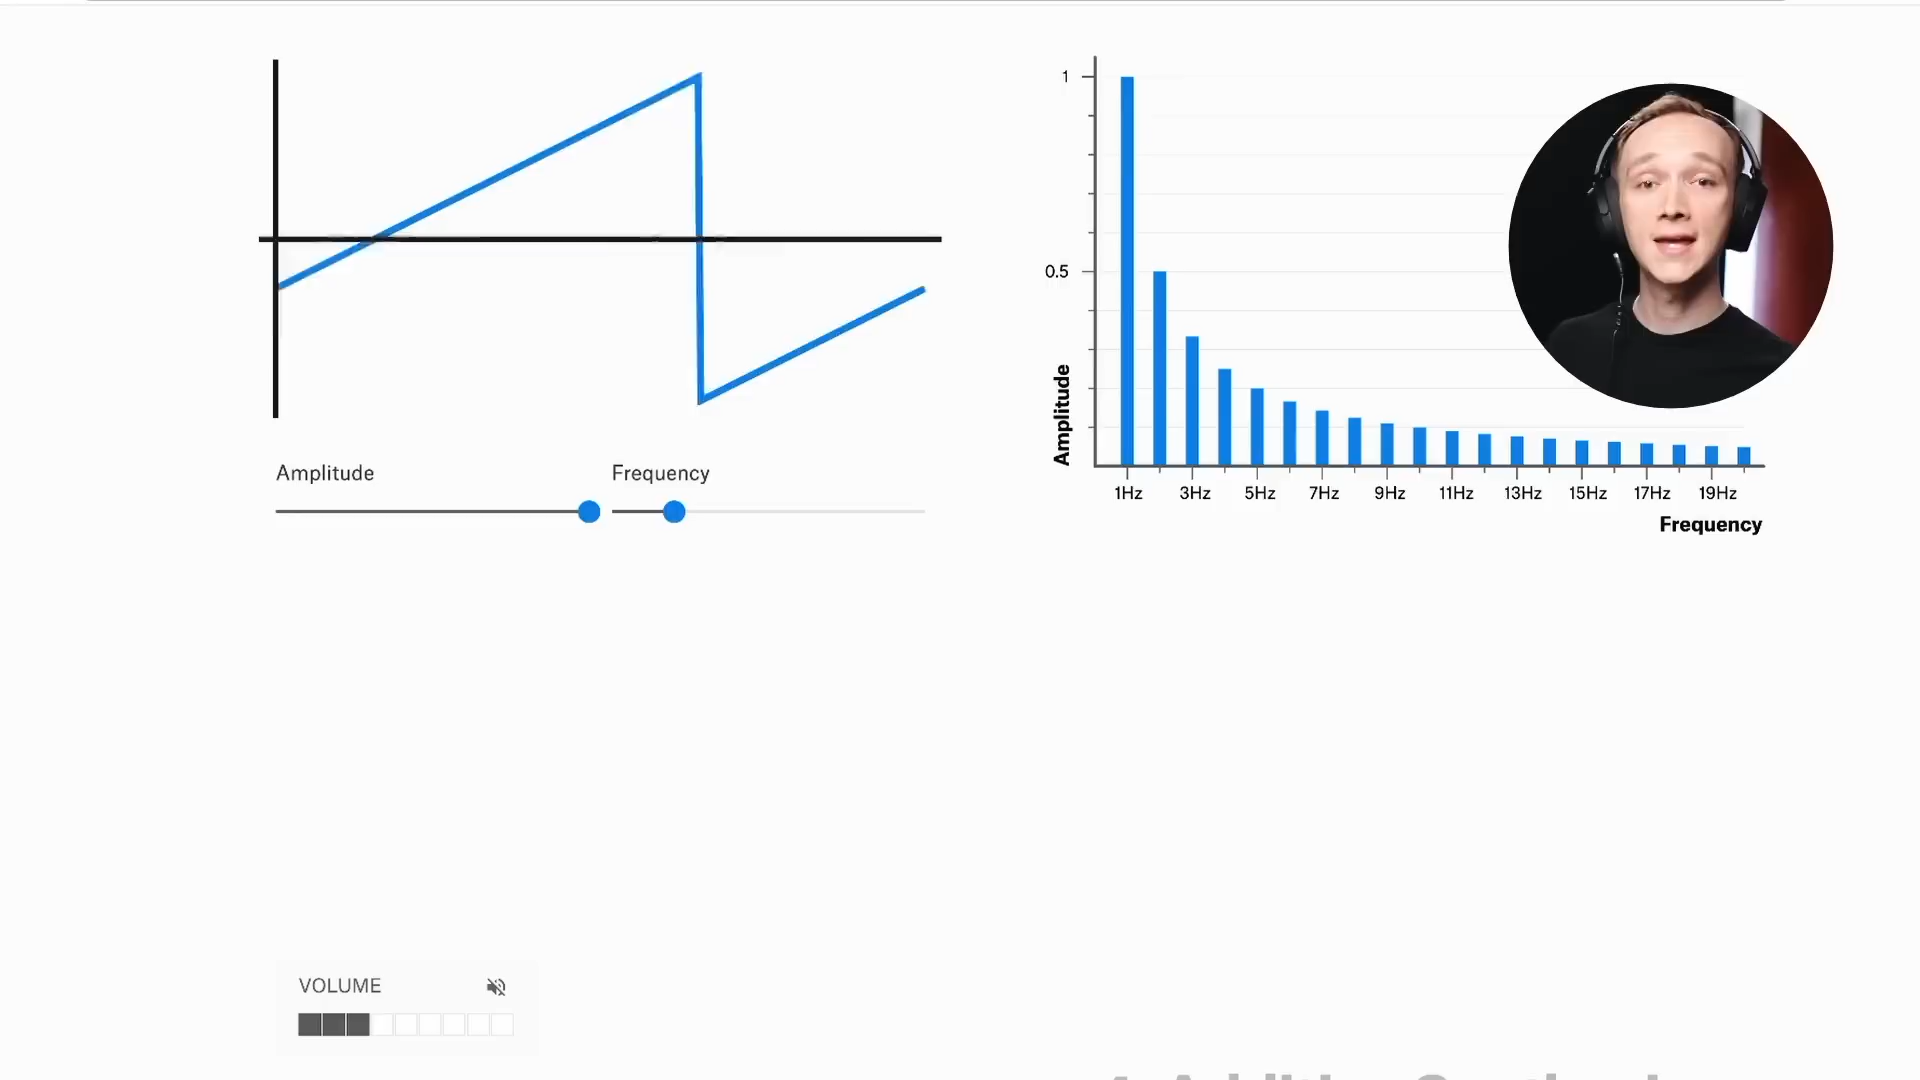 Amplitude
Frequency
1
0.5
Amplitude
1Hz 3Hz 5Hz 7Hz 9Hz 11Hz 13Hz 15Hz 17Hz 19Hz
Frequency
VOLUME